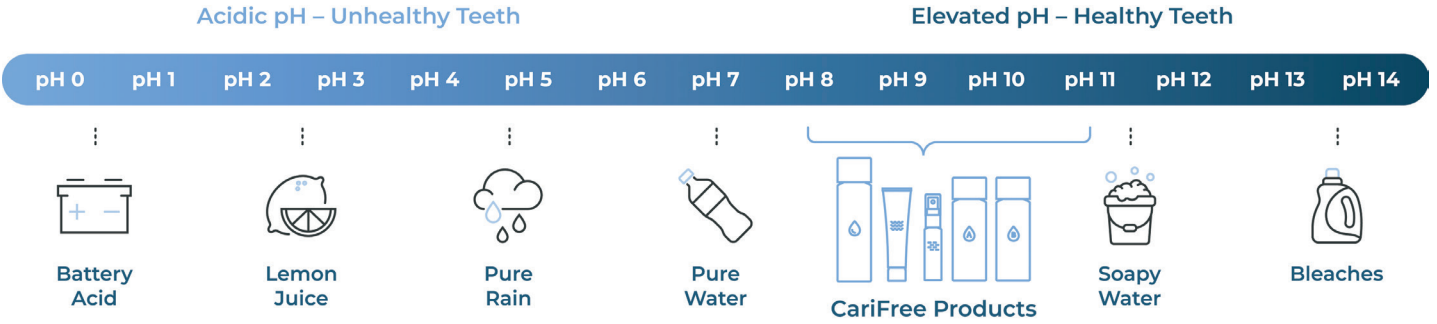 Acidic pH – Unhealthy Teeth
Elevated pH – Healthy Teeth
pH 0 pH 1 pH 2 pH 3 pH 4 pH 5 pH 6 pH 7 pH 8 pH 9 pH 10 pH 11 pH 12 pH 13 pH 14
A
B
Battery
Acid
Lemon
Juice
Pure
Rain
Pure
Water
CariFree Products
Soapy
Water
Bleaches